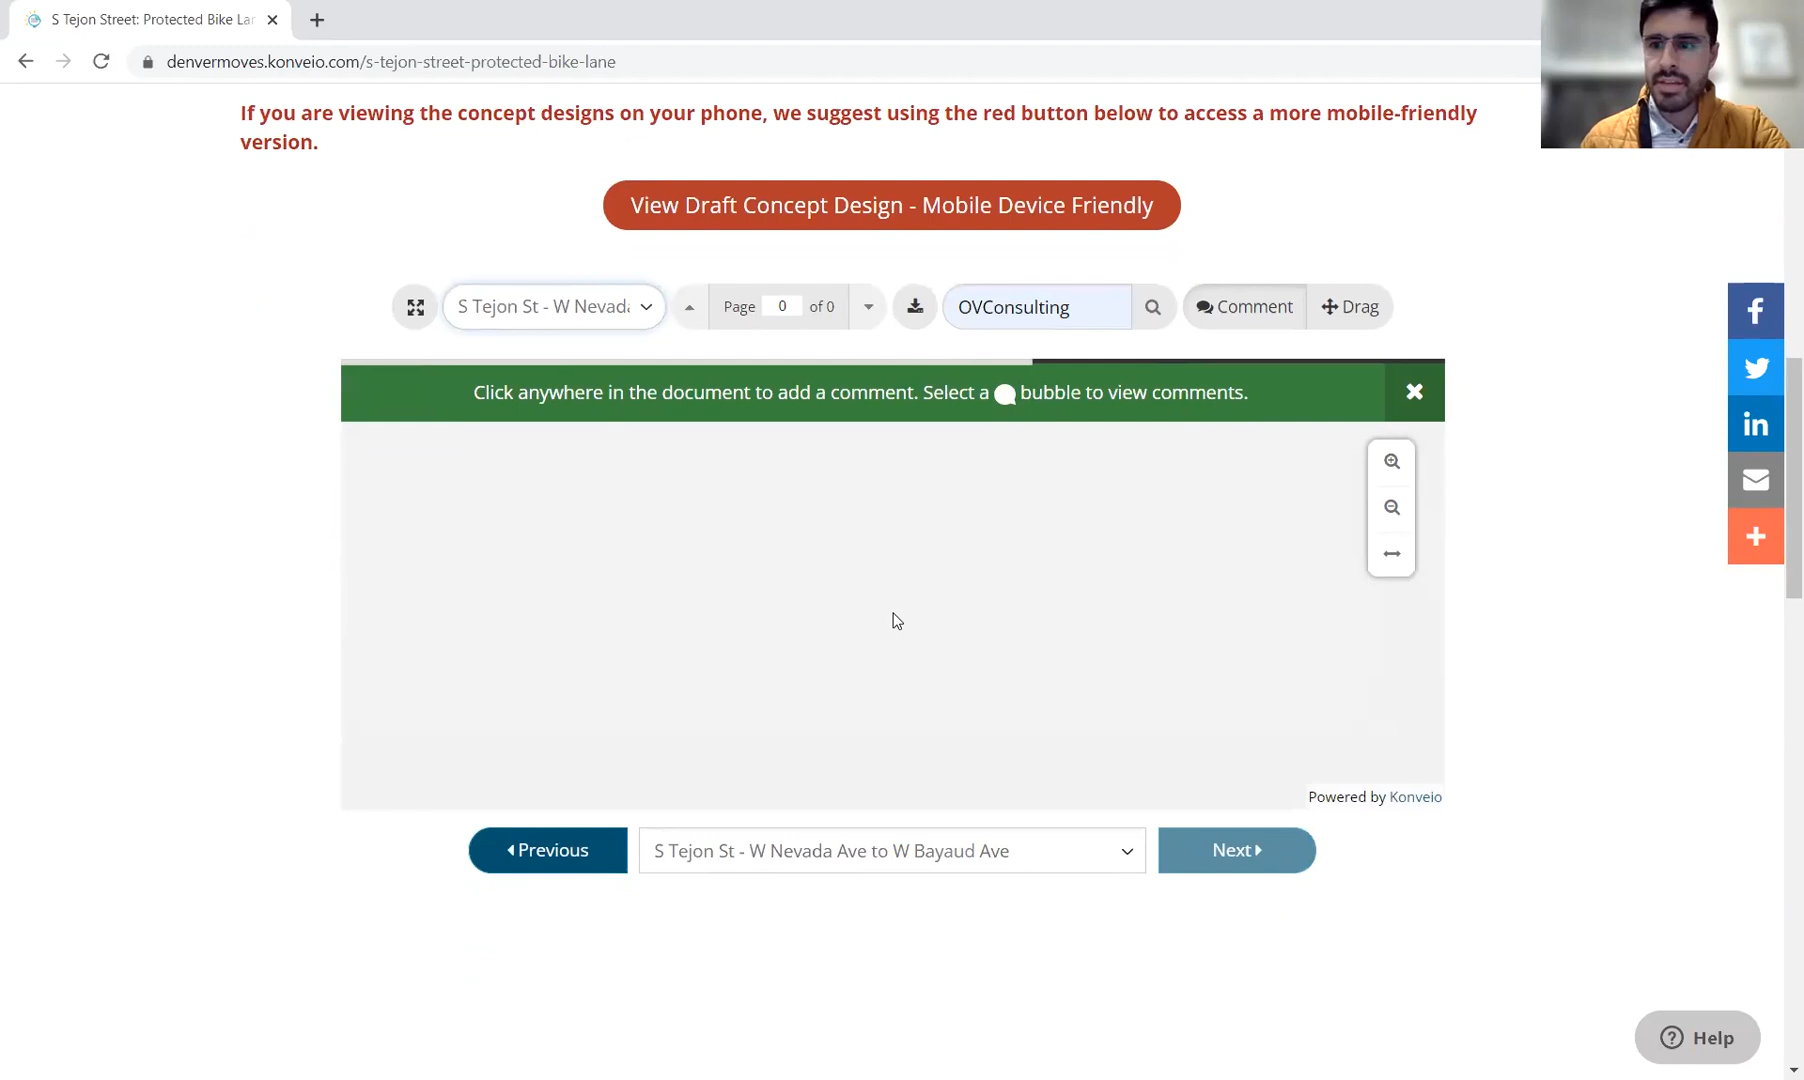 S Tejon Street: Protected Bike Lar
denvermoves.konveio.com/s-tejon-street-protected-bike-lane
If you are viewing the concept designs on your phone, we suggest using the red button below to access a more mobile-friendly
version.
View Draft Concept Design - Mobile Device Friendly
S Tejon St - W Nevada
Page 0 of 0
OVConsulting
Comment
Drag
Click anywhere in the document to add a comment. Select a bubble to view comments.
Powered by Konveio
Previous
S Tejon St - W Nevada Ave to W Bayaud Ave
Next
Help